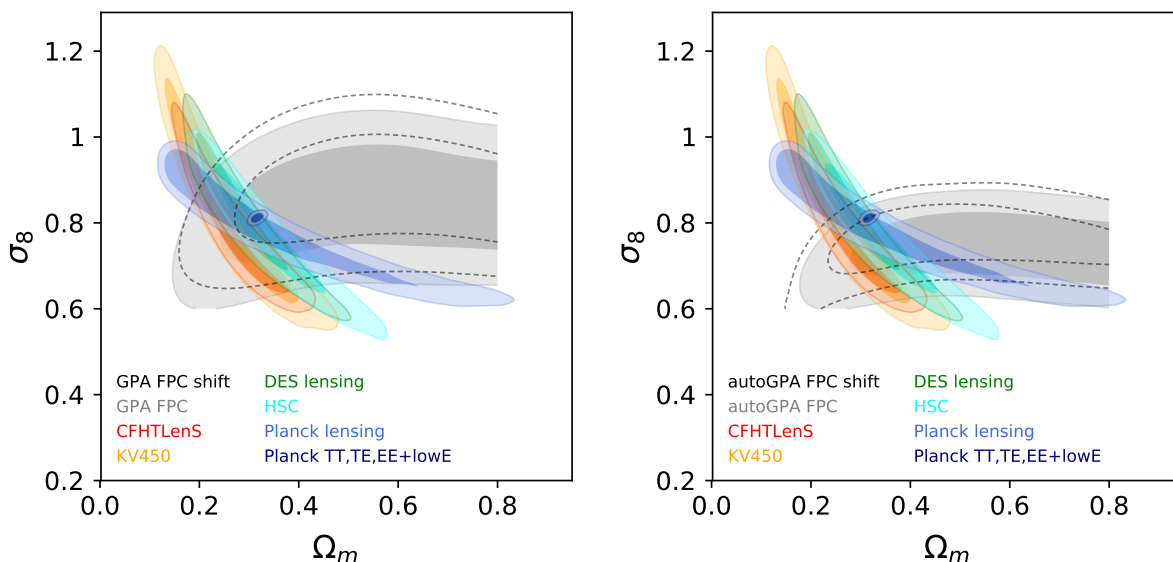 1.2
1
0.8
0.6
0.4
0.2
σ8
0.0 0.2 0.4 0.6 0.8
Ωm
GPA FPC shift
GPA FPC
CFHTLenS
KV450
DES lensing
HSC
Planck lensing
Planck TT,TE,EE+lowE
1.2
1
0.8
0.6
0.4
0.2
σ8
0.0 0.2 0.4 0.6 0.8
Ωm
autoGPA FPC shift
autoGPA FPC
CFHTLenS
KV450
DES lensing
HSC
Planck lensing
Planck TT,TE,EE+lowE